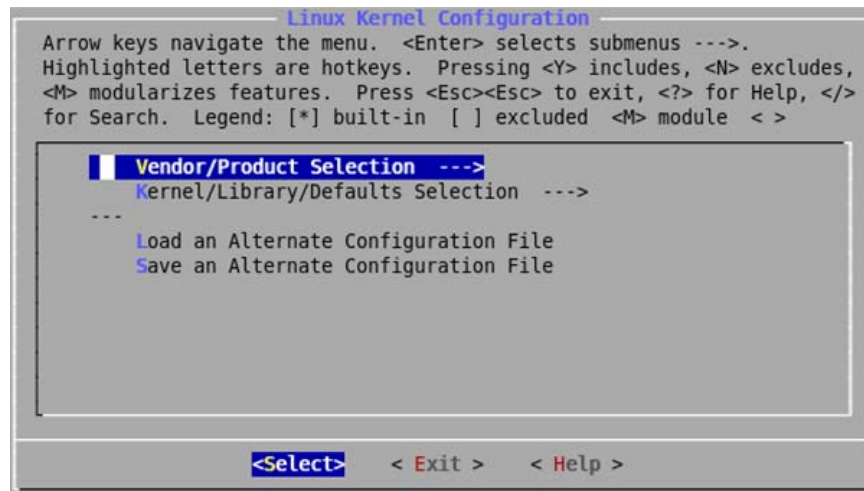 Linux Kernel Configuration
Arrow keys navigate the menu. <Enter> selects submenus --->.
Highlighted letters are hotkeys. Pressing <Y> includes, <N> excludes,
<M> modularizes features. Press <Esc><Esc> to exit, <?> for Help, </>
for Search. Legend: [*] built-in [ ] excluded <M> module < >
Vendor/Product Selection --->
Kernel/Library/Defaults Selection --->
---
Load an Alternate Configuration File
Save an Alternate Configuration File
<Select> < Exit > < Help >